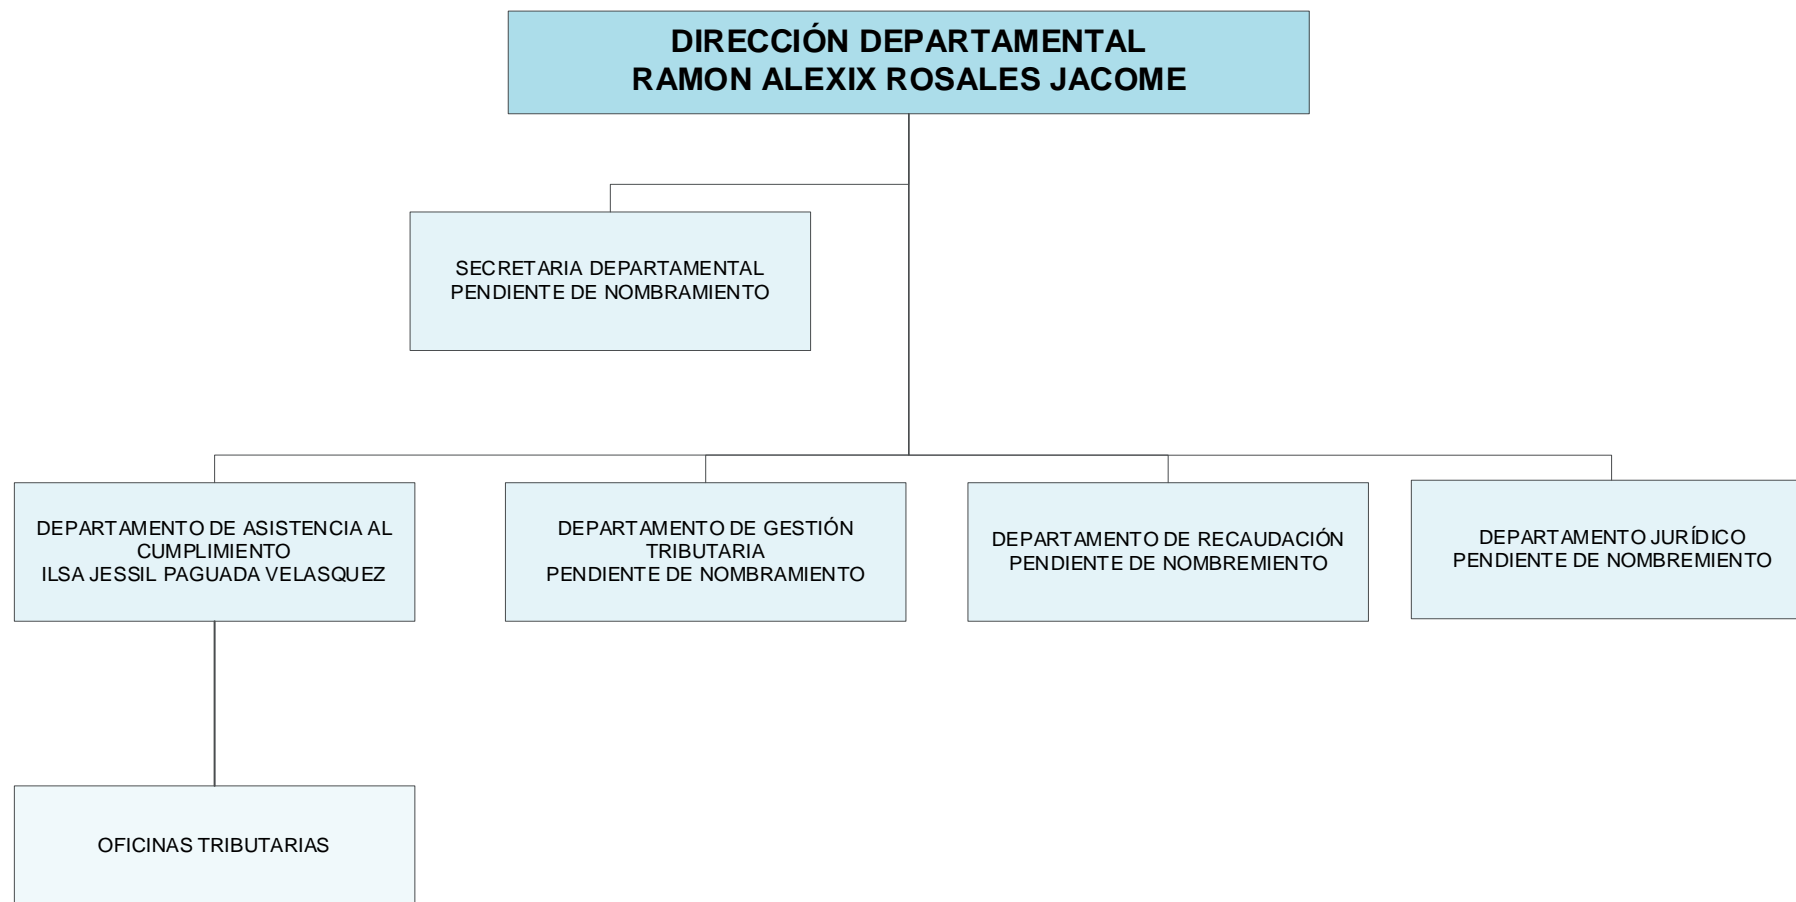 DIRECCIÓN DEPARTAMENTAL
RAMON ALEXIX ROSALES JACOME
SECRETARIA DEPARTAMENTAL
PENDIENTE DE NOMBRAMIENTO
DEPARTAMENTO DE ASISTENCIA AL
CUMPLIMIENTO
ILSA JESSIL PAGUADA VELASQUEZ
DEPARTAMENTO DE GESTIÓN
TRIBUTARIA
PENDIENTE DE NOMBRAMIENTO
DEPARTAMENTO DE RECAUDACIÓN
PENDIENTE DE NOMBREMIENTO
DEPARTAMENTO JURÍDICO
PENDIENTE DE NOMBREMIENTO
OFICINAS TRIBUTARIAS